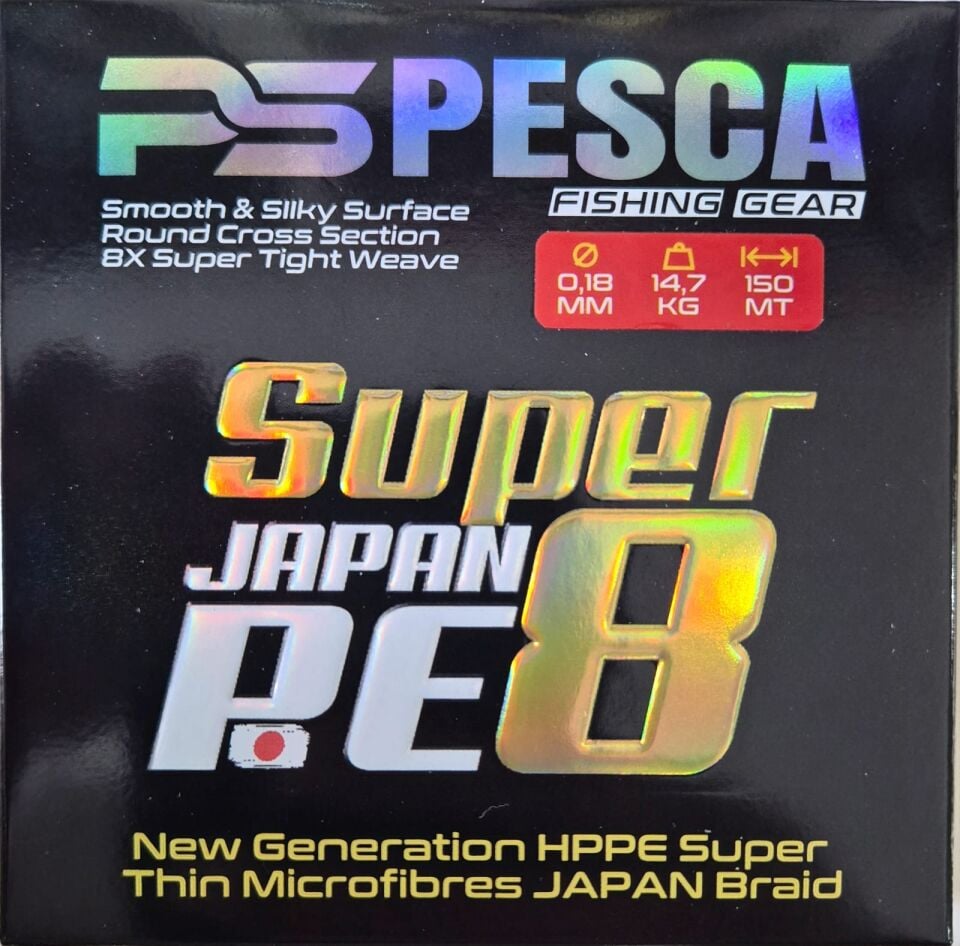 PS PESCA
FISHING GEAR
Smooth & Silky Surface
Round Cross Section
8X Super Tight Weave
0,18 MM
14,7 KG
150 MT
Super
JAPAN
P.E 8
New Generation HPPE Super
Thin Microfibres JAPAN Braid